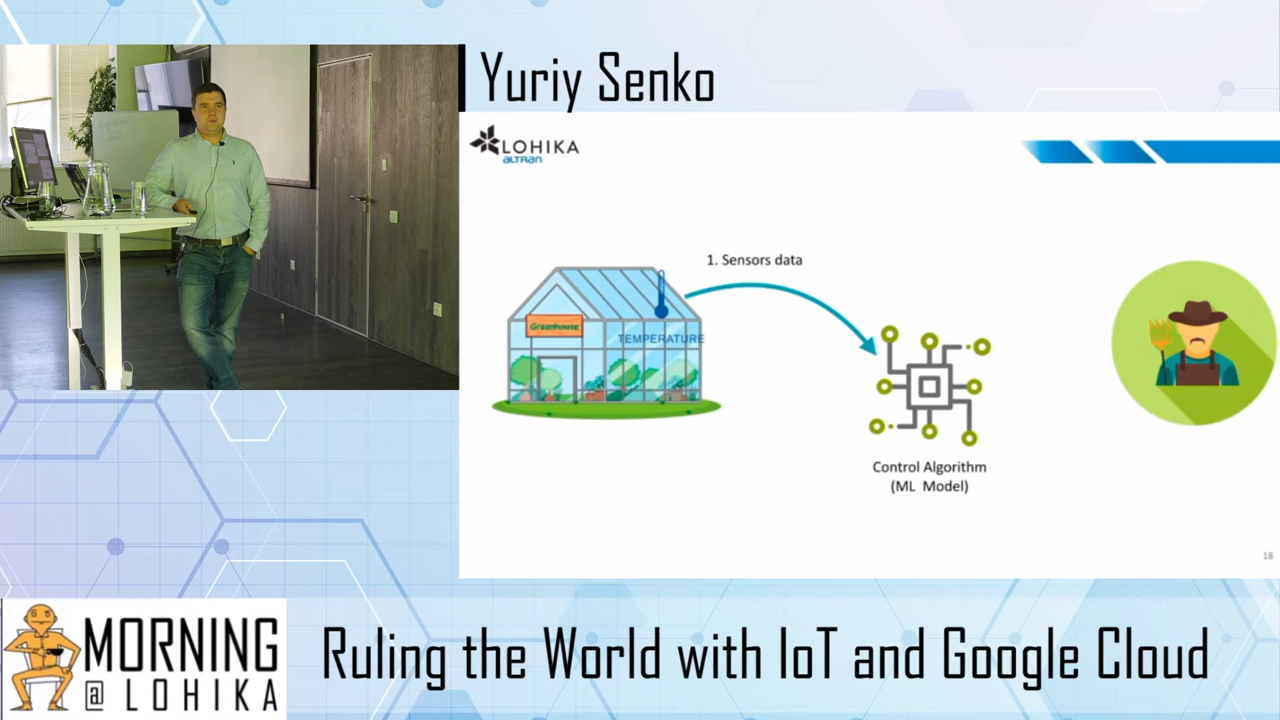 Yuriy Senko
LOHIKA
altran
1. Sensors data
Greenhouse
TEMPERATURE
Control Algorithm
(ML Model)
18
MORNING
@ LOHIKA
Ruling the World with IoT and Google Cloud